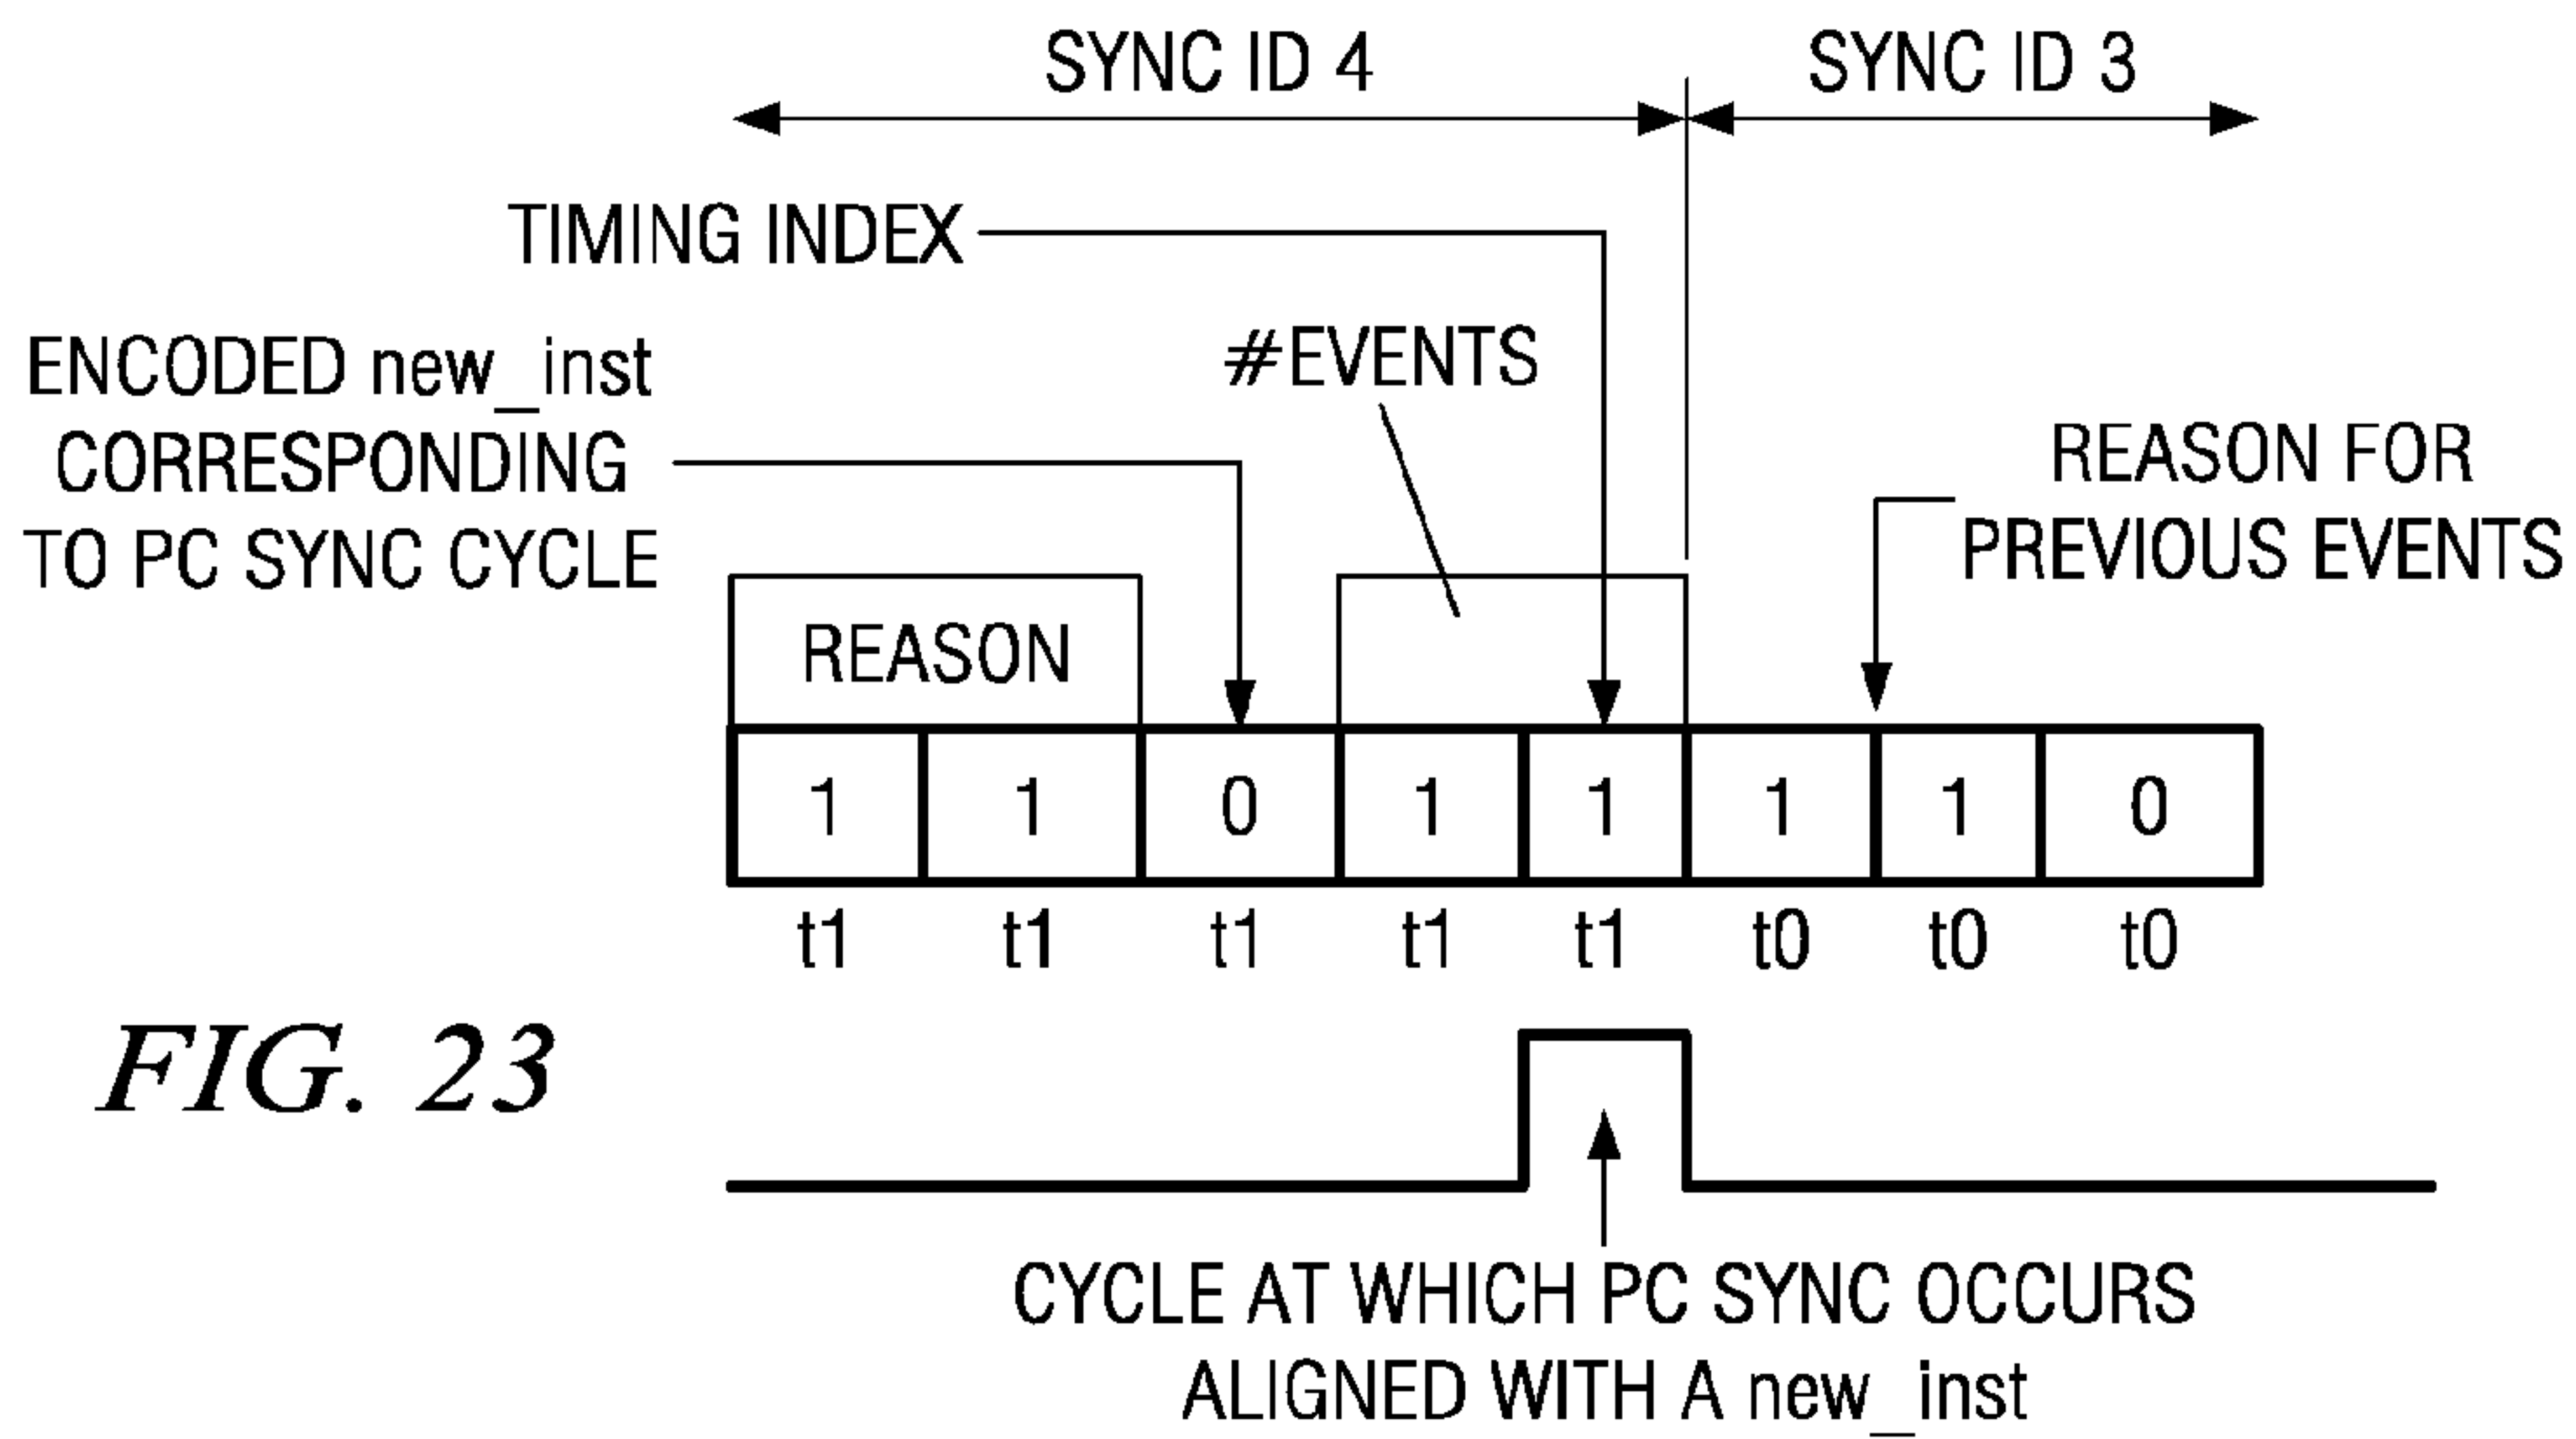 SYNC ID 4 SYNC ID 3
TIMING INDEX
#EVENTS
ENCODED new_inst
CORRESPONDING
TO PC SYNC CYCLE
REASON FOR
PREVIOUS EVENTS
REASON
1 1 0 1 1 1 1 0
t1 t1 t1 t1 t1 t0 t0 t0
FIG. 23
CYCLE AT WHICH PC SYNC OCCURS
ALIGNED WITH A new_inst